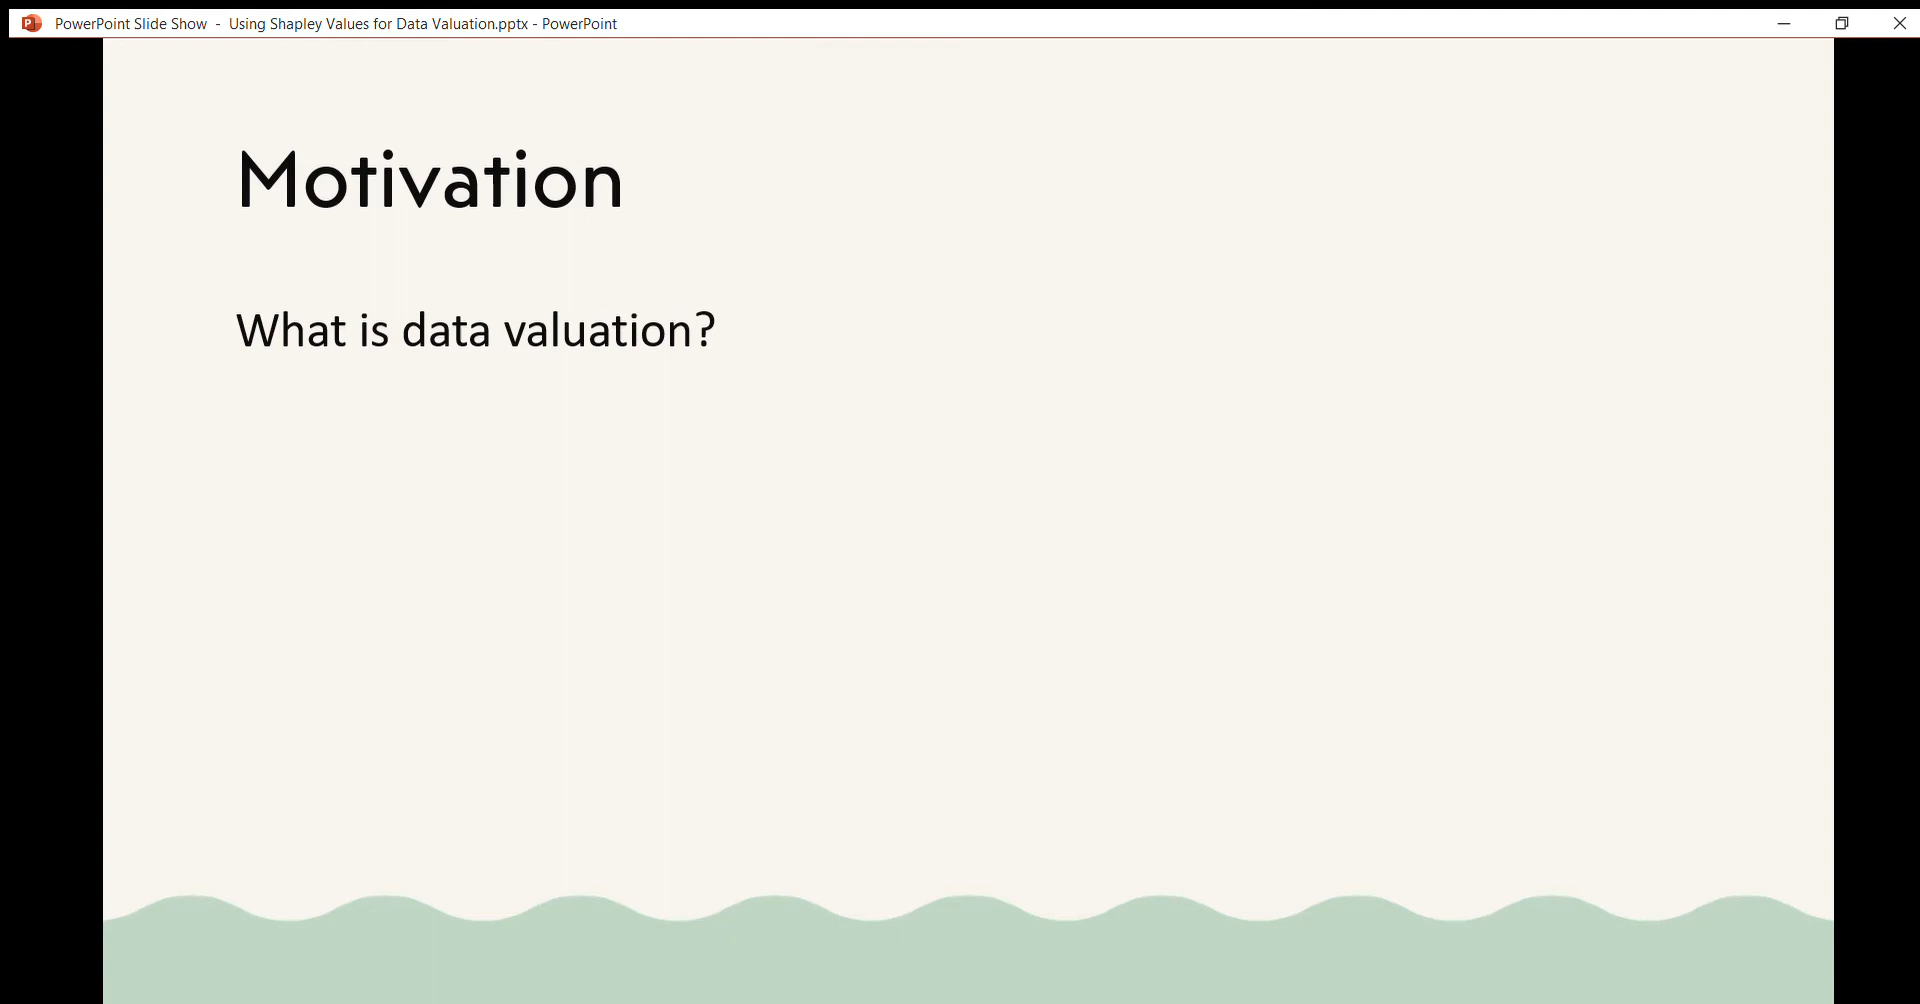 PowerPoint Slide Show - Using Shapley Values for Data Valuation.pptx - PowerPoint
Motivation
What is data valuation?